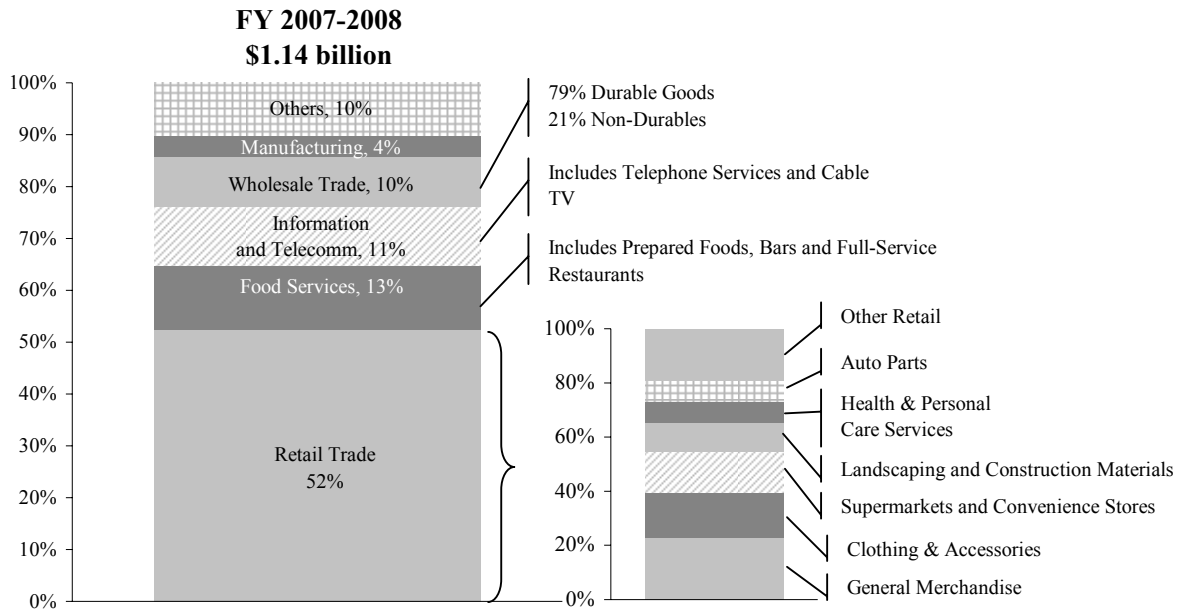 FY 2007-2008
$1.14 billion
100%
90%
80%
70%
60%
50%
40%
30%
20%
10%
0%
Others, 10%
Manufacturing, 4%
Wholesale Trade, 10%
Information
and Telecomm, 11%
Food Services, 13%
Retail Trade
52%
79% Durable Goods
21% Non-Durables
Includes Telephone Services and Cable
TV
Includes Prepared Foods, Bars and Full-Service
Restaurants
100%
80%
60%
40%
20%
0%
Other Retail
Auto Parts
Health & Personal
Care Services
Landscaping and Construction Materials
Supermarkets and Convenience Stores
Clothing & Accessories
General Merchandise